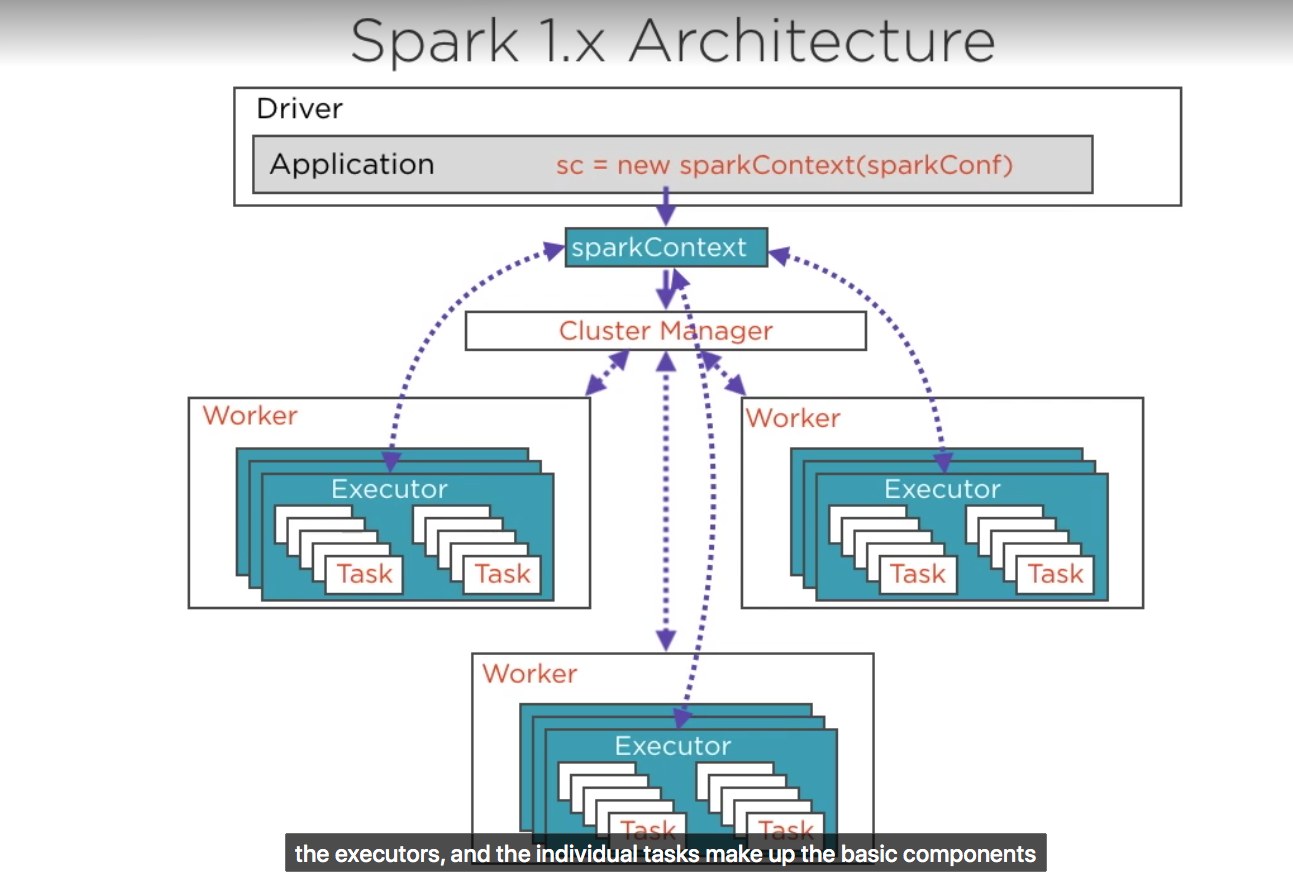 Spark 1.x Architecture
Driver
Application
sc = new sparkContext(sparkConf)
sparkContext
Cluster Manager
Worker
Executor
Task
Task
Worker
Executor
Task
Task
Worker
Executor
Task
Task
the executors, and the individual tasks make up the basic components